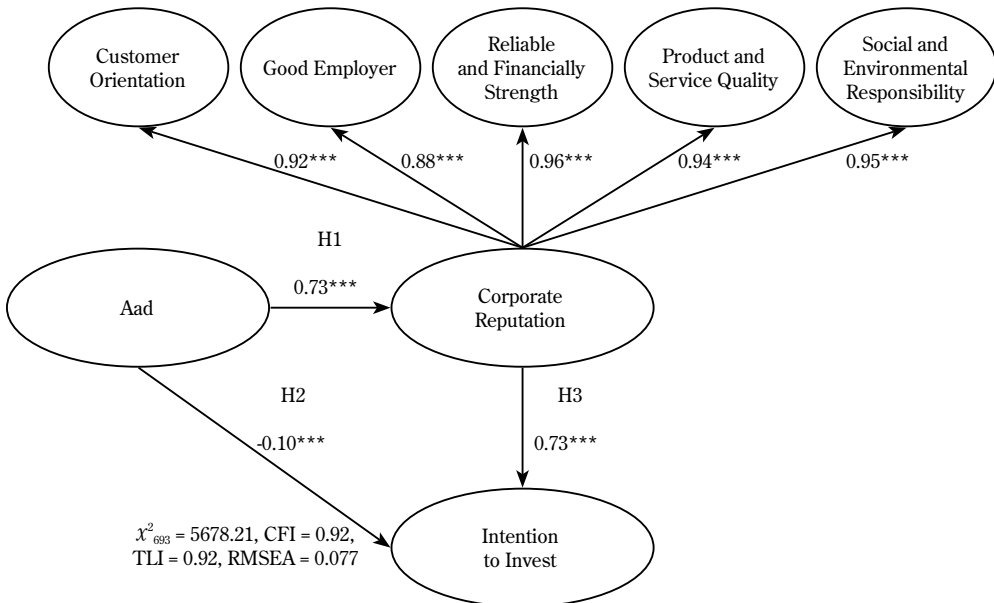 Customer
Orientation
Good Employer
Reliable
and Financially
Strength
Product and
Service Quality
Social and
Environmental
Responsibility
0.92***
0.88***
0.96***
0.94***
0.95***
H1
Aad
0.73***
Corporate
Reputation
H2
H3
-0.10***
0.73***
x²₆₉₃ = 5678.21, CFI = 0.92,
TLI = 0.92, RMSEA = 0.077
Intention
to Invest